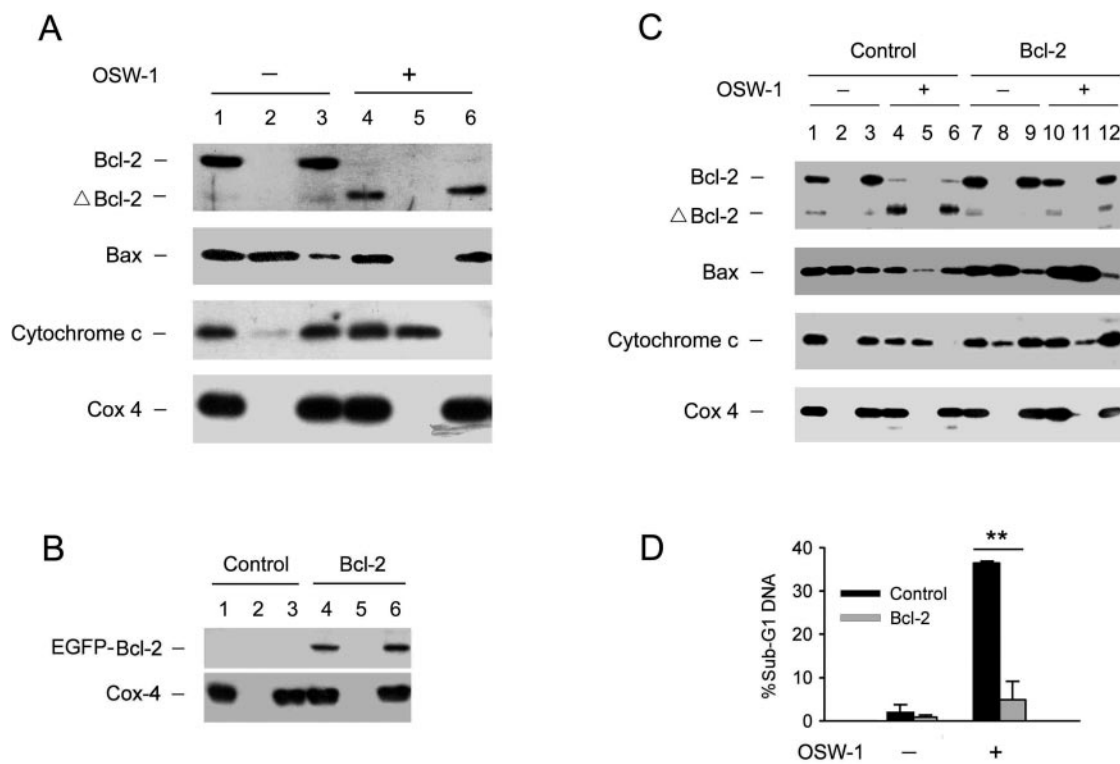 A
OSW-1 – +
1 2 3 4 5 6
Bcl-2 –
△ Bcl-2 –
Bax –
Cytochrome c –
Cox 4 –
B
Control Bcl-2
1 2 3 4 5 6
EGFP-Bcl-2 –
Cox-4 –
C
Control Bcl-2
OSW-1 – + – +
1 2 3 4 5 6 7 8 9 10 11 12
Bcl-2 –
△ Bcl-2 –
Bax –
Cytochrome c –
Cox 4 –
D
%Sub-G1 DNA
40
30
20
10
0
**
Control
Bcl-2
OSW-1 – +